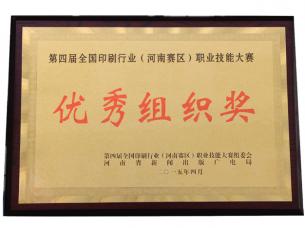 第四届全国印刷行业（河南赛区）职业技能大赛
优秀组织奖
第四届全国印刷行业（河南赛区）职业技能大赛组委会
河南省新闻出版广电局
二〇一五年四月